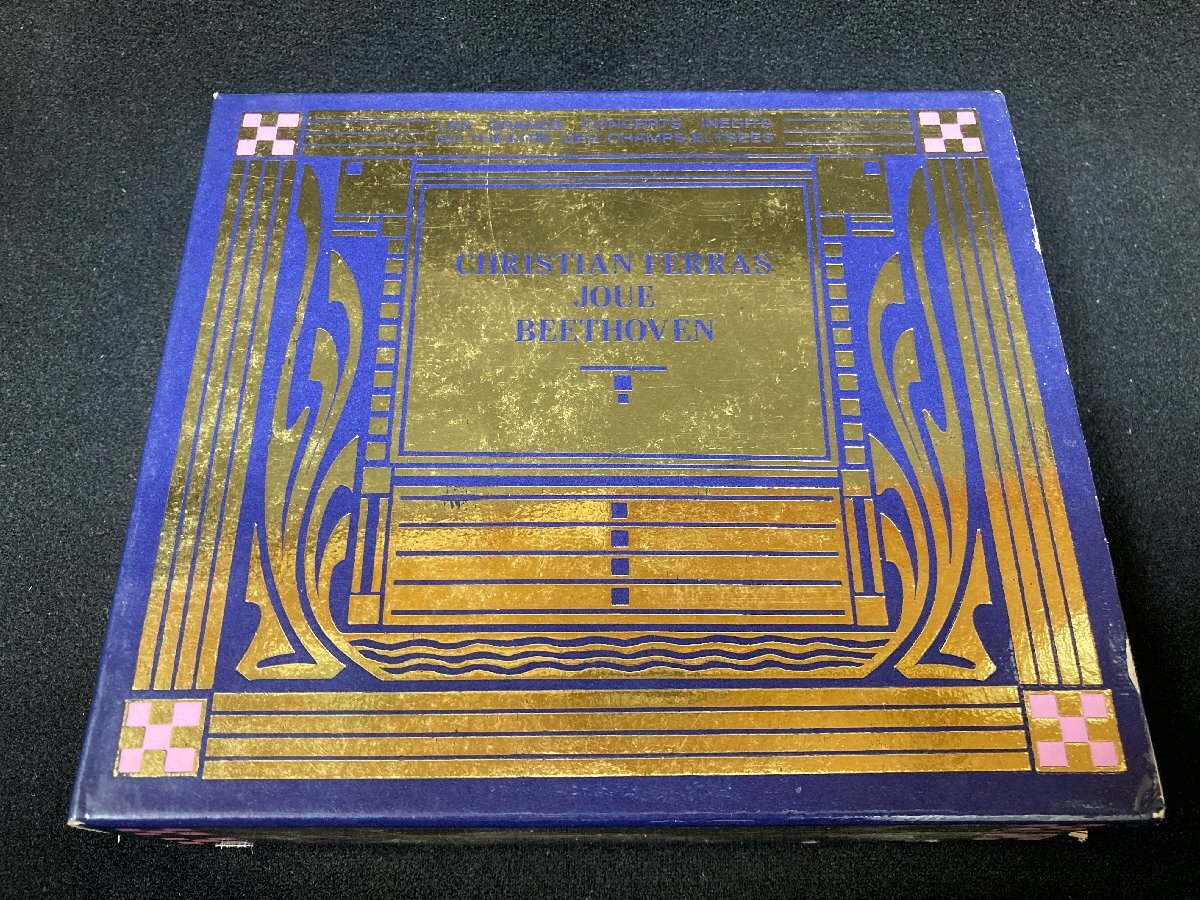 LES GRANDS CONCERTS INEDITS
DU THEATRE DES CHAMPS-ELYSEES
CHRISTIAN FERRAS
JOUE
BEETHOVEN